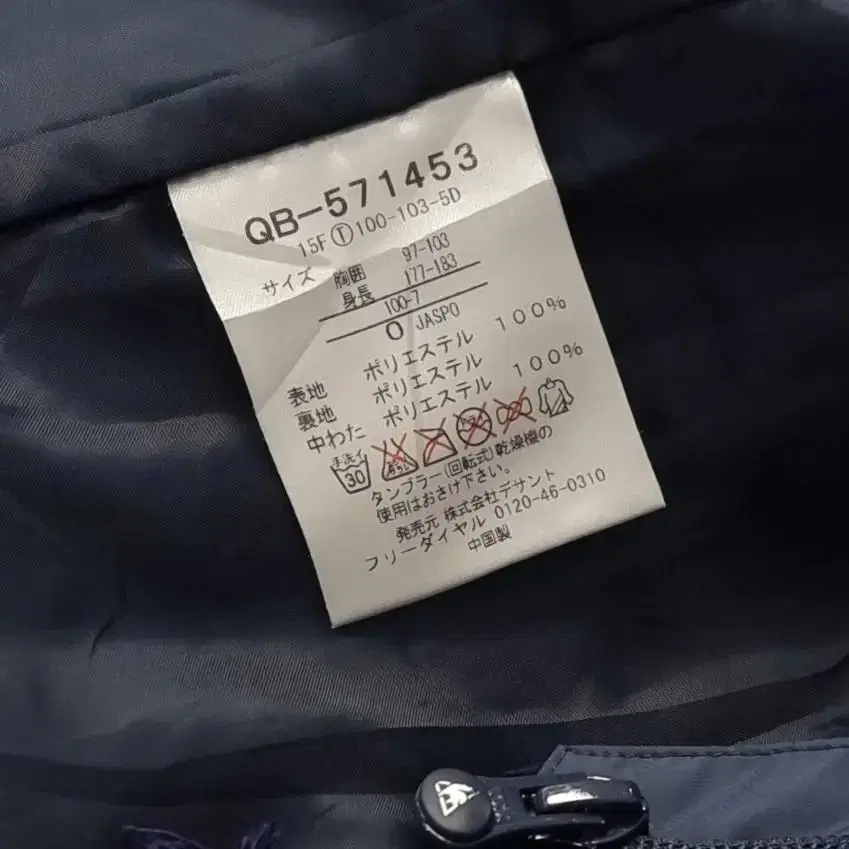 QB-571453
15F Ⓣ100-103-5D
サイズ 胸囲 97-103
身長 177-183
100-7
O JASPO
表地 ポリエステル 100%
裏地 ポリエステル
中わた ポリエステル 100%
手洗イ 30
タンブラー(回転式)乾燥機の
使用はおさけ下さい。
発売元 株式会社デサント
フリーダイヤル 0120-46-0310
中国製